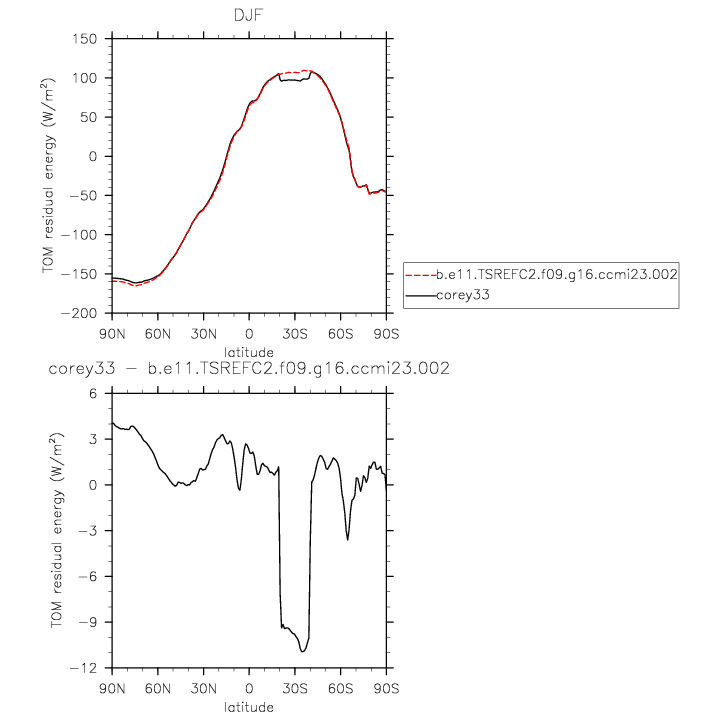 DJF
150
100
50
0
−50
−100
−150
−200
TOM residual energy (W/m²)
90N 60N 30N 0 30S 60S 90S
latitude
b.e11.TSREFC2.f09.g16.ccmi23.002
corey33
corey33 − b.e11.TSREFC2.f09.g16.ccmi23.002
6
3
0
−3
−6
−9
−12
TOM residual energy (W/m²)
90N 60N 30N 0 30S 60S 90S
latitude